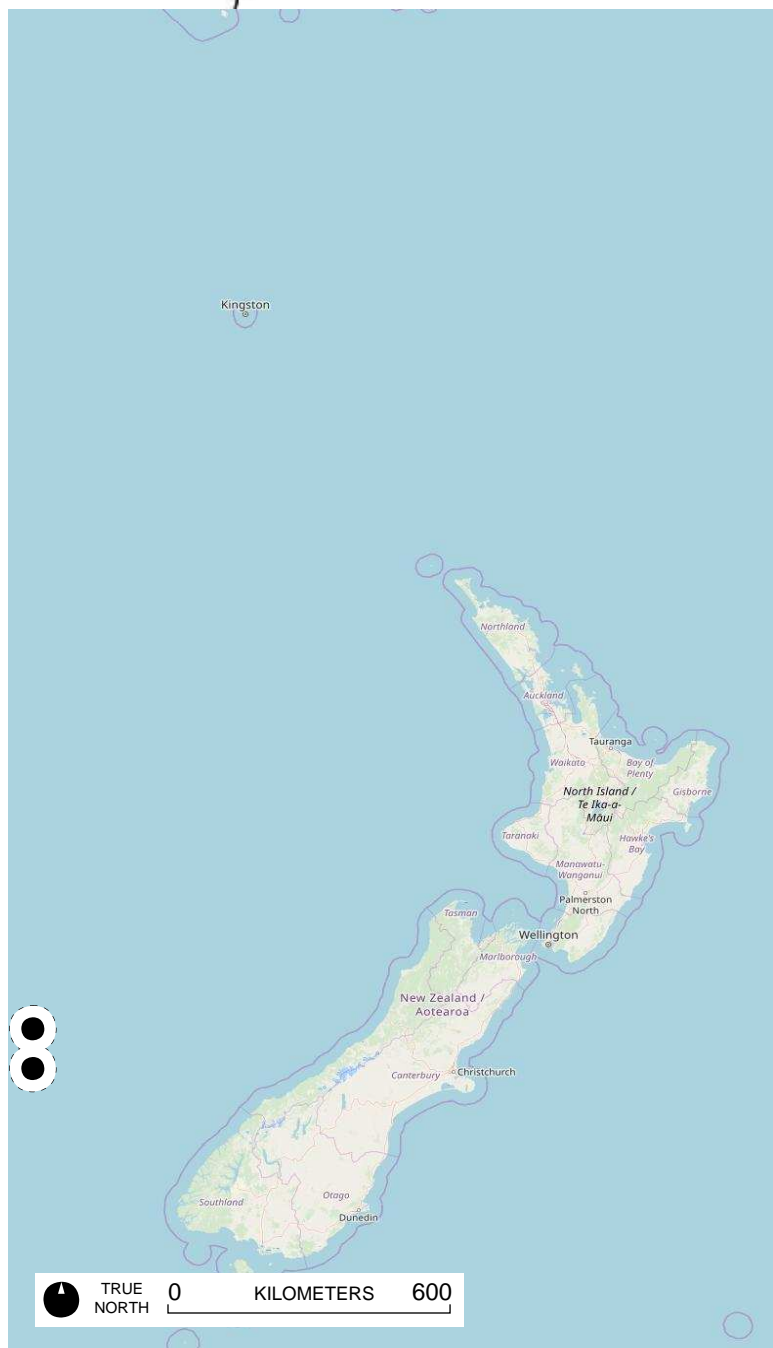 Kingston
Northland
Auckland
Tauranga
Waikato
Bay of
Plenty
North Island /
Te Ika-a-
Māui
Gisborne
Taranaki
Hawke's
Bay
Manawatu-
Wanganui
Palmerston
North
Tasman
Wellington
Marlborough
New Zealand /
Aotearoa
Canterbury
Christchurch
Southland
Otago
Dunedin
TRUE
NORTH
0 KILOMETERS 600